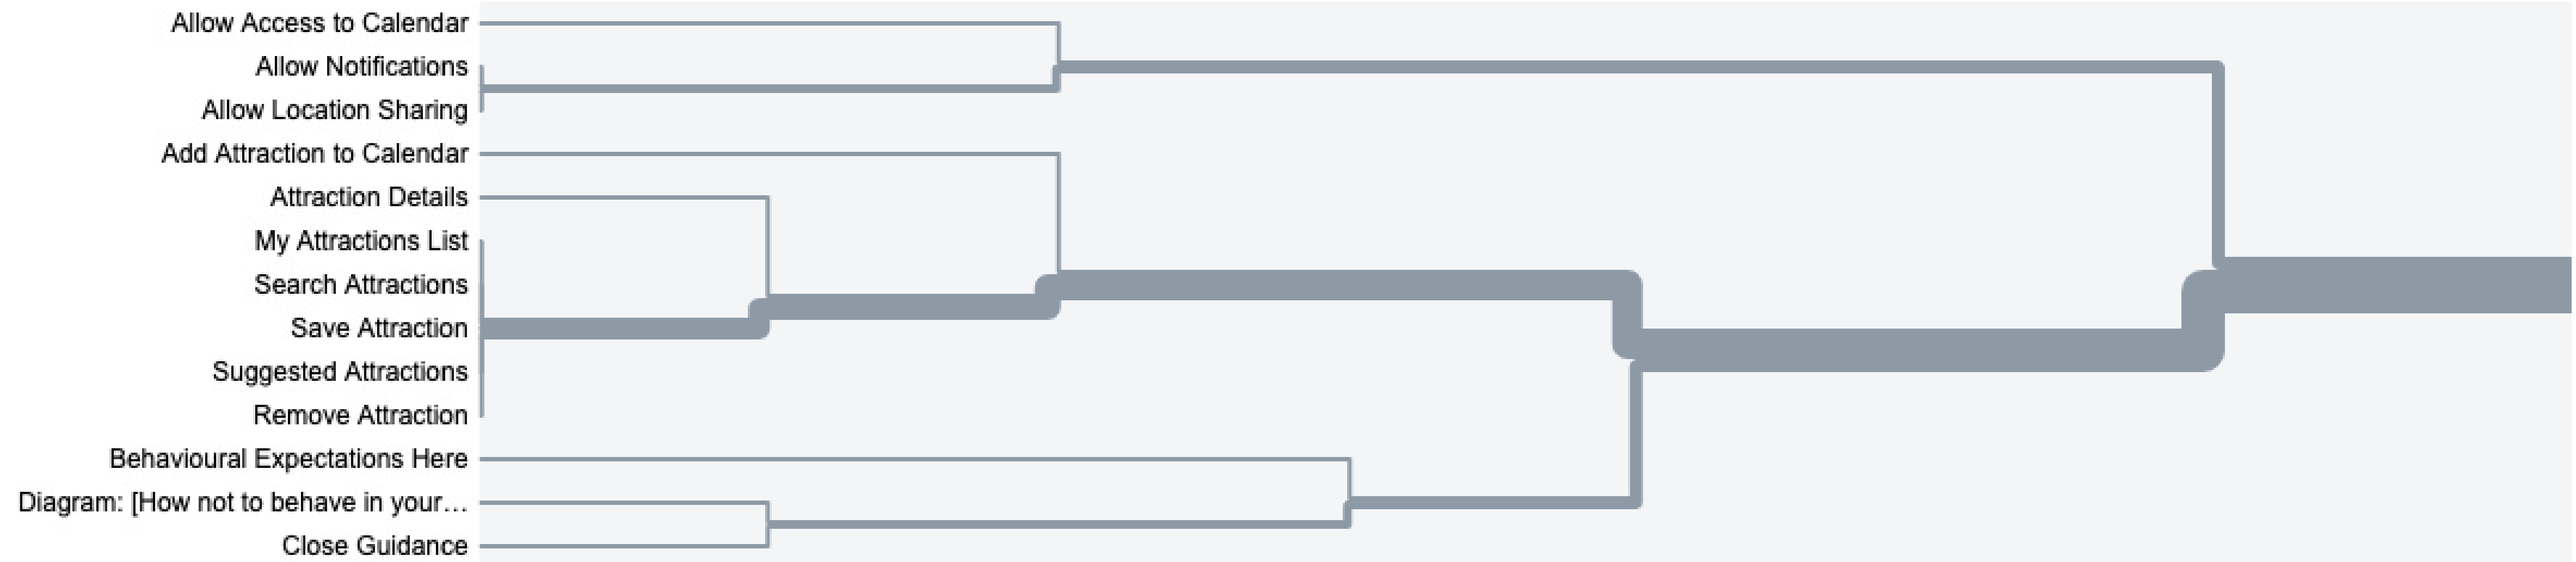 Allow Access to Calendar
Allow Notifications
Allow Location Sharing
Add Attraction to Calendar
Attraction Details
My Attractions List
Search Attractions
Save Attraction
Suggested Attractions
Remove Attraction
Behavioural Expectations Here
Diagram: [How not to behave in your...
Close Guidance